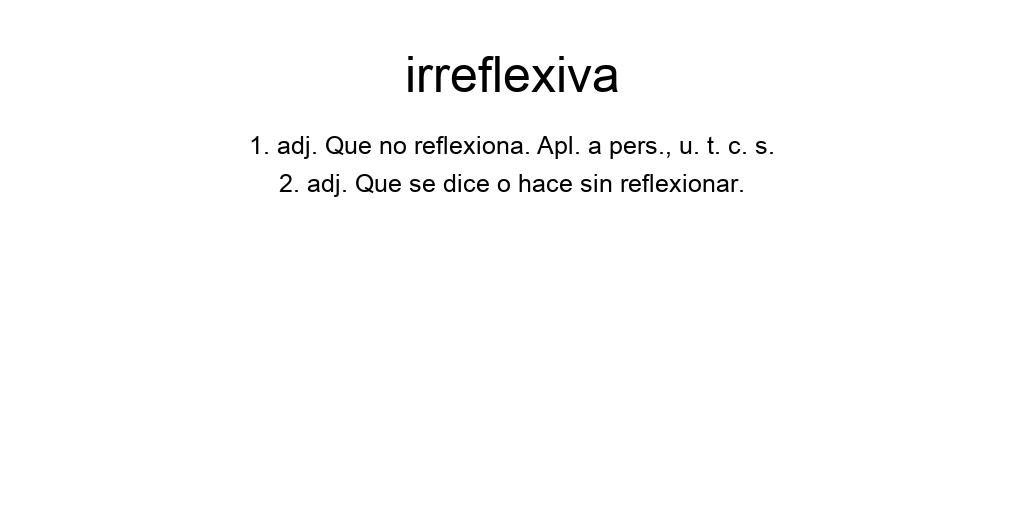 irreflexiva
1. adj. Que no reflexiona. Apl. a pers., u. t. c. s.
2. adj. Que se dice o hace sin reflexionar.